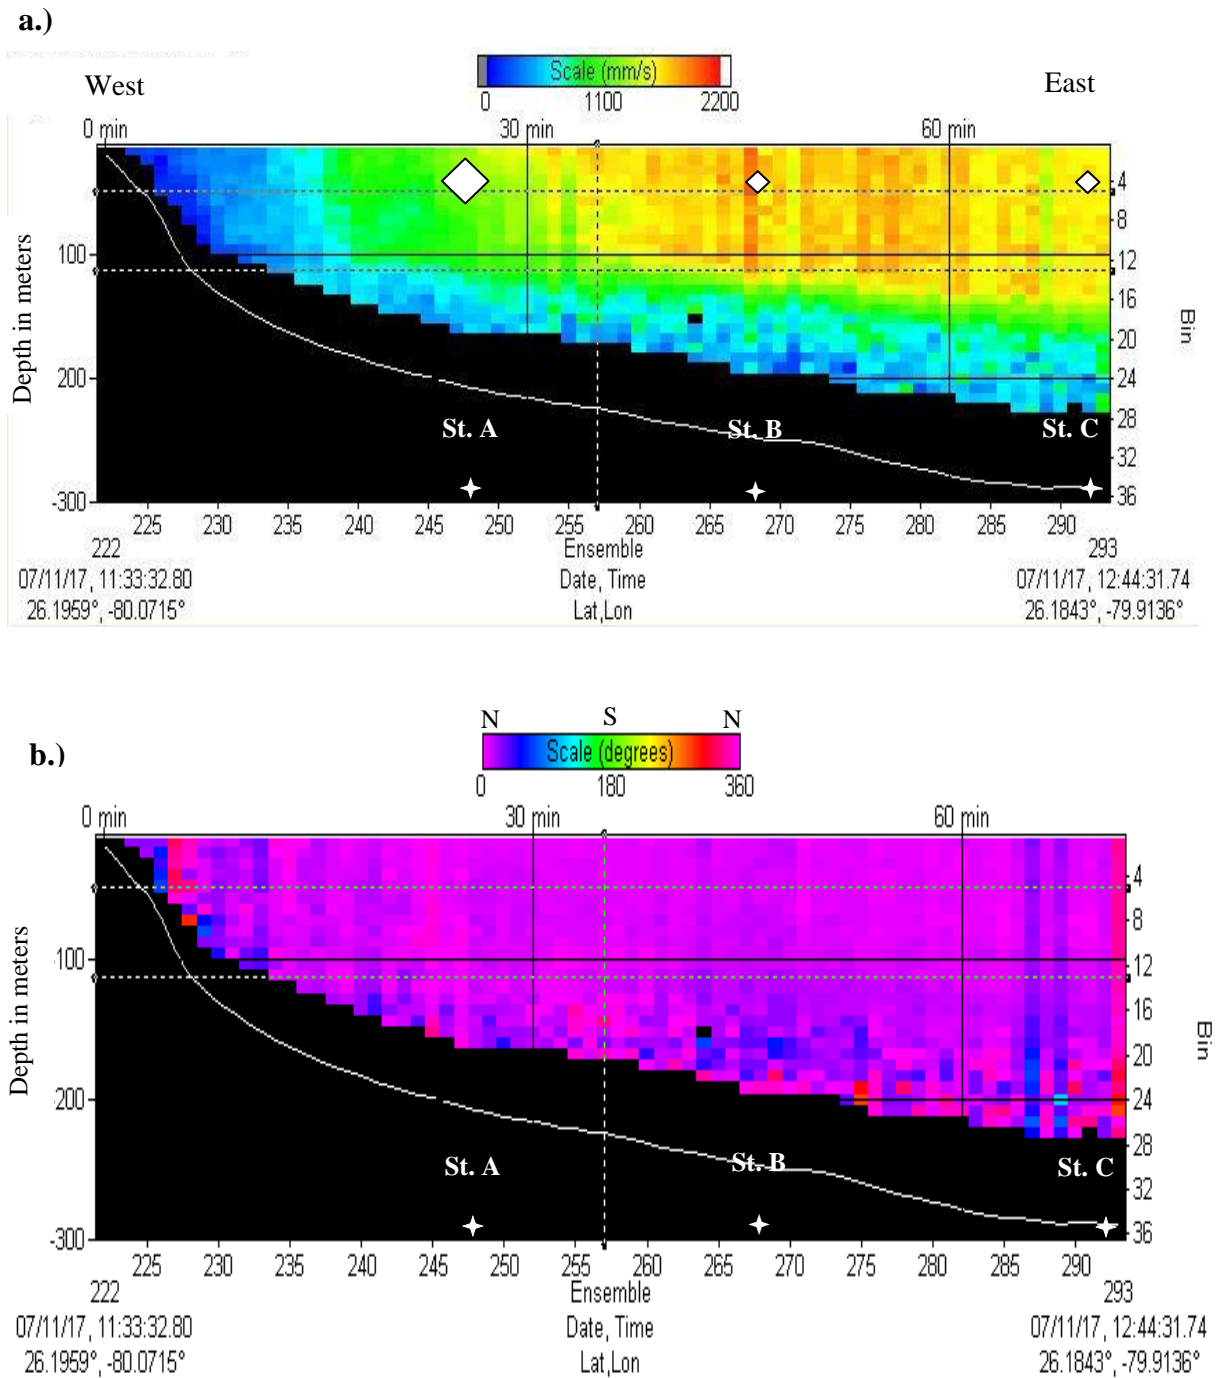 a.)
Scale (mm/s)
0 1100 2200
West East
0 min 30 min 60 min
4
8
12
16
20
24
28
32
36
Bin
Depth in meters
100
200
-300
St. A St. B St. C
225 230 235 240 245 250 255 260 265 270 275 280 285 290
222 Ensemble 293
07/11/17, 11:33:32.80 Date, Time 07/11/17, 12:44:31.74
26.1959°, -80.0715° Lat,Lon 26.1843°, -79.9136°
N S N
b.)
Scale (degrees)
0 180 360
0 min 30 min 60 min
4
8
12
16
20
24
28
32
36
Bin
Depth in meters
-100
-200
-300
St. A St. B St. C
225 230 235 240 245 250 255 260 265 270 275 280 285 290
222 Ensemble 293
07/11/17, 11:33:32.80 Date, Time 07/11/17, 12:44:31.74
26.1959°, -80.0715° Lat,Lon 26.1843°, -79.9136°